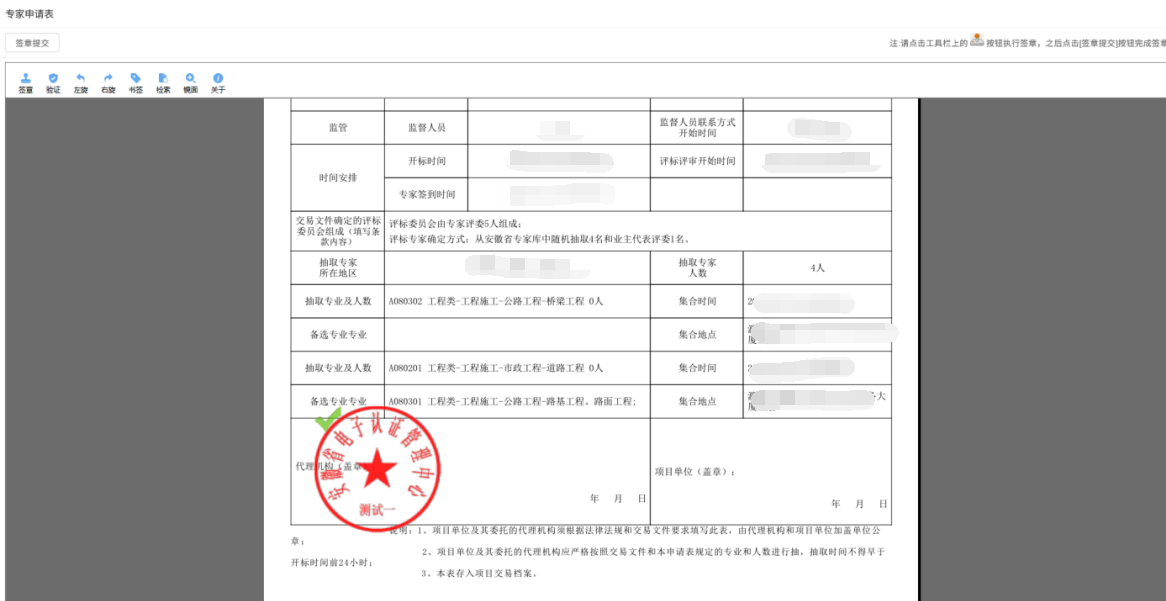 专家申请表
签章提交
注:请点击工具栏上的 按钮执行签章，之后点击[签章提交]按钮完成签章
签章 验证 左旋 右旋 书签 检索 镜面 关于
监管 监督人员 监督人员联系方式
开始时间
时间安排 开标时间 评标评审开始时间
专家签到时间
交易文件确定的评标
委员会组成（填写条
款内容）
评标委员会由专家评委5人组成；
评标专家确定方式：从安徽省专家库中随机抽取4名和业主代表评委1名。
抽取专家
所在地区
抽取专家
人数
4人
抽取专业及人数 A080302 工程类-工程施工-公路工程-桥梁工程 0人 集合时间 2
备选专业专业 集合地点
抽取专业及人数 A080201 工程类-工程施工-市政工程-道路工程 0人 集合时间
备选专业专业 A080301 工程类-工程施工-公路工程-路基工程、路面工程; 集合地点 大
代理机构（盖章
安徽省电子认证管理中心
测试一
年 月 日
项目单位（盖章）：
年 月 日
说明：1、项目单位及其委托的代理机构须根据法律法规和交易文件要求填写此表，由代理机构和项目单位加盖单位公
章；
2、项目单位及其委托的代理机构应严格按照交易文件和本申请表规定的专业和人数进行抽，抽取时间不得早于
开标时间前24小时；
3、本表存入项目交易档案。